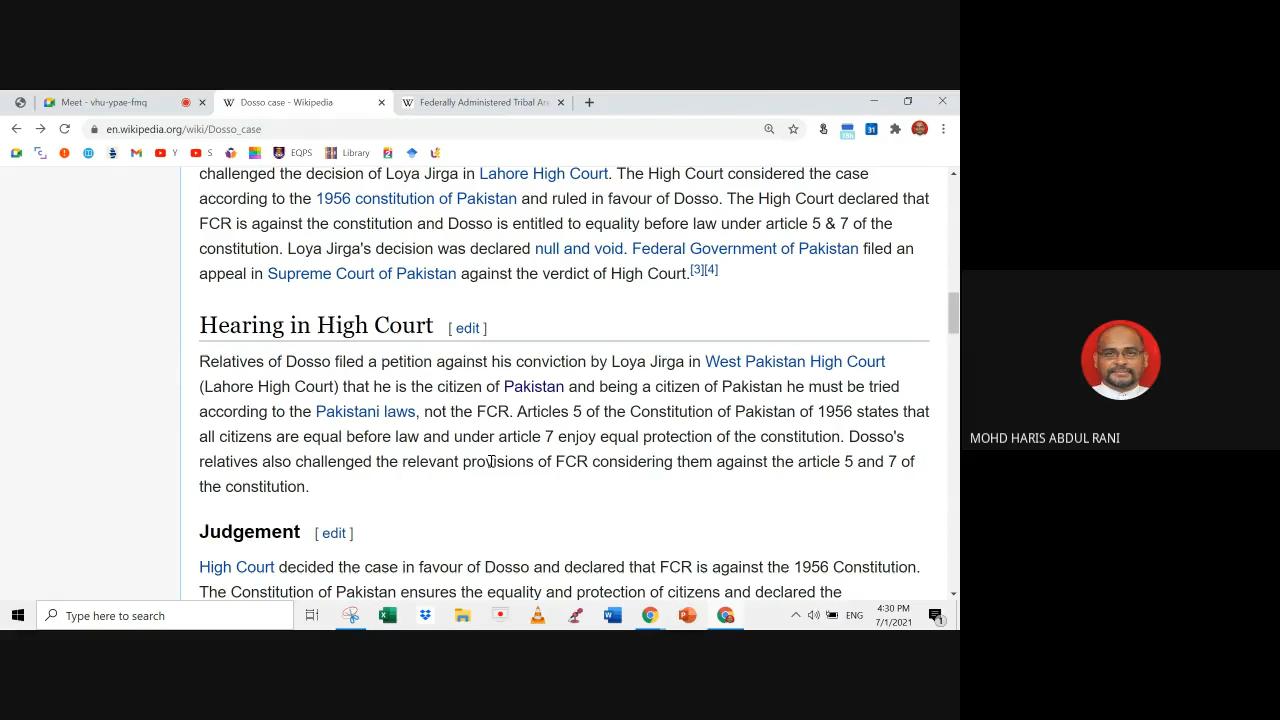 Meet - vhu-ypae-fmq
Dosso case - Wikipedia
Federally Administered Tribal Are
en.wikipedia.org/wiki/Dosso_case
Y
S
EQPS
Library
31
challenged the decision of Loya Jirga in Lahore High Court. The High Court considered the case
according to the 1956 constitution of Pakistan and ruled in favour of Dosso. The High Court declared that
FCR is against the constitution and Dosso is entitled to equality before law under article 5 & 7 of the
constitution. Loya Jirga's decision was declared null and void. Federal Government of Pakistan filed an
appeal in Supreme Court of Pakistan against the verdict of High Court.[3][4]
Hearing in High Court [ edit ]
Relatives of Dosso filed a petition against his conviction by Loya Jirga in West Pakistan High Court
(Lahore High Court) that he is the citizen of Pakistan and being a citizen of Pakistan he must be tried
according to the Pakistani laws, not the FCR. Articles 5 of the Constitution of Pakistan of 1956 states that
all citizens are equal before law and under article 7 enjoy equal protection of the constitution. Dosso's
relatives also challenged the relevant provisions of FCR considering them against the article 5 and 7 of
the constitution.
Judgement [ edit ]
High Court decided the case in favour of Dosso and declared that FCR is against the 1956 Constitution.
The Constitution of Pakistan ensures the equality and protection of citizens and declared the
Type here to search
ENG
4:30 PM
7/1/2021
1
MOHD HARIS ABDUL RANI